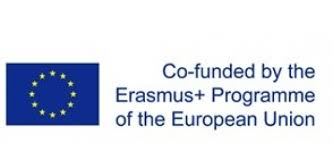 Co-funded by the
Erasmus+ Programme
of the European Union